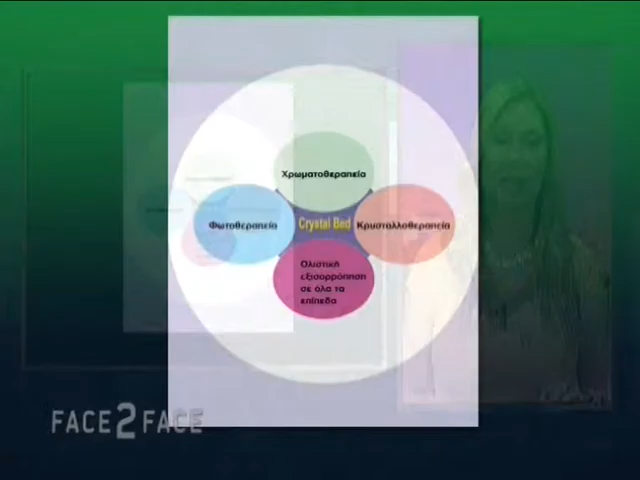 Χρωματοθεραπεία
Φωτοθεραπεία
Crystal Bed
Κρυσταλλοθεραπεία
Ολιστική
εξισορρόπηση
σε όλα τα
επίπεδα
FACE2FACE